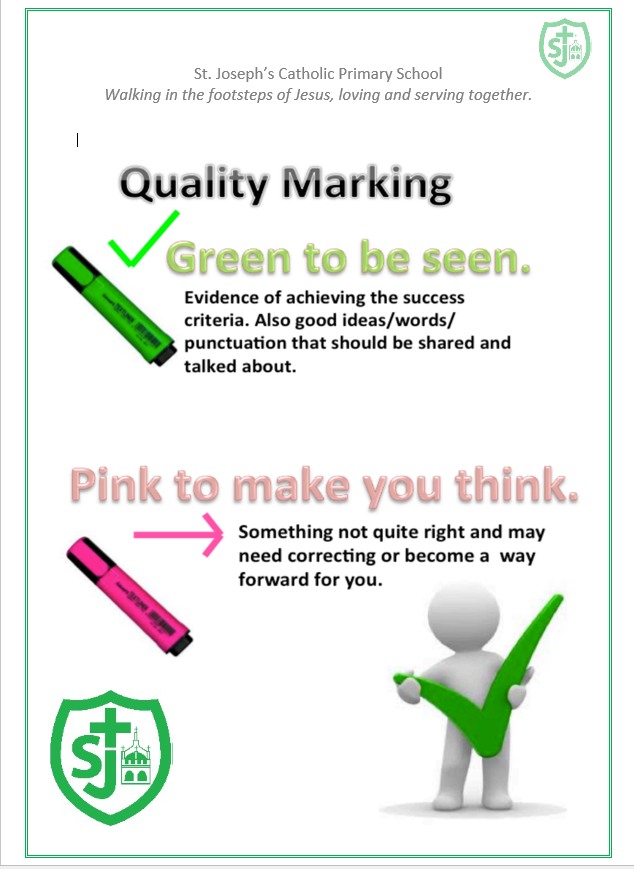 SJ
St. Joseph's Catholic Primary School
Walking in the footsteps of Jesus, loving and serving together.
Quality Marking
Green to be seen.
Evidence of achieving the success
criteria. Also good ideas/words/
punctuation that should be shared and
talked about.
Pink to make you think.
Something not quite right and may
need correcting or become a  way
forward for you.
SJ